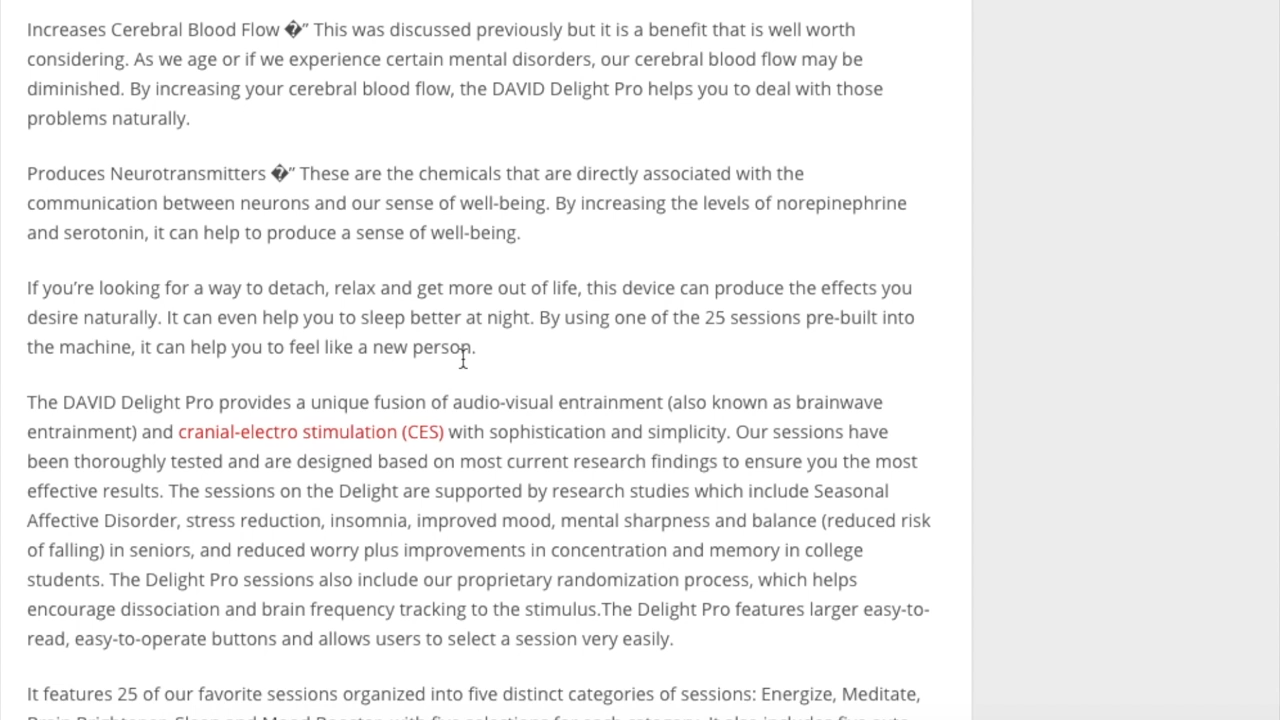 Increases Cerebral Blood Flow �” This was discussed previously but it is a benefit that is well worth
considering. As we age or if we experience certain mental disorders, our cerebral blood flow may be
diminished. By increasing your cerebral blood flow, the DAVID Delight Pro helps you to deal with those
problems naturally.
Produces Neurotransmitters �” These are the chemicals that are directly associated with the
communication between neurons and our sense of well-being. By increasing the levels of norepinephrine
and serotonin, it can help to produce a sense of well-being.
If you’re looking for a way to detach, relax and get more out of life, this device can produce the effects you
desire naturally. It can even help you to sleep better at night. By using one of the 25 sessions pre-built into
the machine, it can help you to feel like a new person.
The DAVID Delight Pro provides a unique fusion of audio-visual entrainment (also known as brainwave
entrainment) and cranial-electro stimulation (CES) with sophistication and simplicity. Our sessions have
been thoroughly tested and are designed based on most current research findings to ensure you the most
effective results. The sessions on the Delight are supported by research studies which include Seasonal
Affective Disorder, stress reduction, insomnia, improved mood, mental sharpness and balance (reduced risk
of falling) in seniors, and reduced worry plus improvements in concentration and memory in college
students. The Delight Pro sessions also include our proprietary randomization process, which helps
encourage dissociation and brain frequency tracking to the stimulus.The Delight Pro features larger easy-to-
read, easy-to-operate buttons and allows users to select a session very easily.
It features 25 of our favorite sessions organized into five distinct categories of sessions: Energize, Meditate,